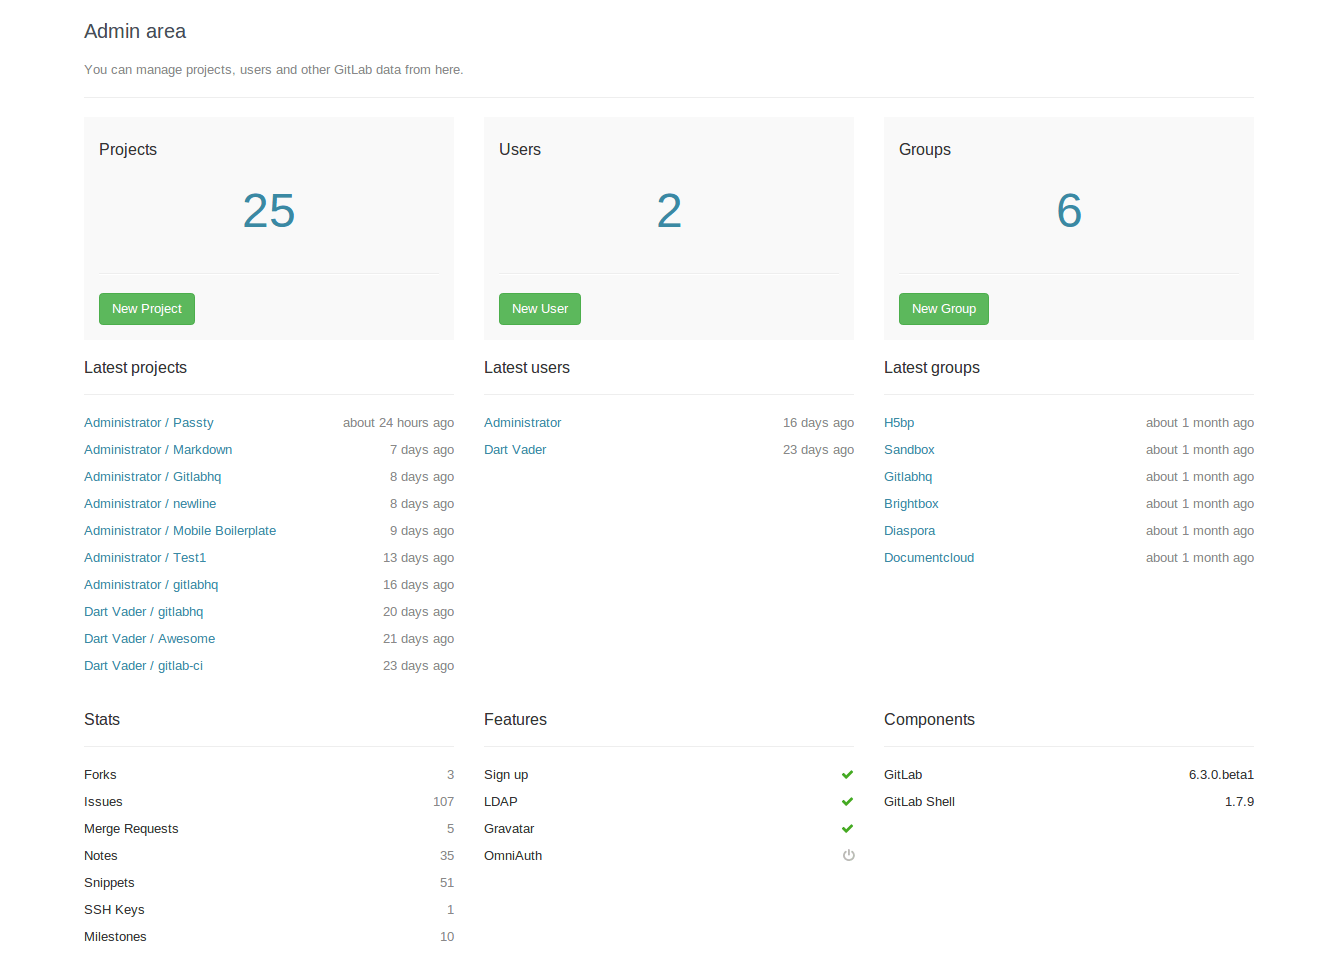 Admin area
You can manage projects, users and other GitLab data from here.
Projects
25
New Project
Users
2
New User
Groups
6
New Group
Latest projects
Administrator / Passty about 24 hours ago
Administrator / Markdown 7 days ago
Administrator / Gitlabhq 8 days ago
Administrator / newline 8 days ago
Administrator / Mobile Boilerplate 9 days ago
Administrator / Test1 13 days ago
Administrator / gitlabhq 16 days ago
Dart Vader / gitlabhq 20 days ago
Dart Vader / Awesome 21 days ago
Dart Vader / gitlab-ci 23 days ago
Latest users
Administrator 16 days ago
Dart Vader 23 days ago
Latest groups
H5bp about 1 month ago
Sandbox about 1 month ago
Gitlabhq about 1 month ago
Brightbox about 1 month ago
Diaspora about 1 month ago
Documentcloud about 1 month ago
Stats
Forks 3
Issues 107
Merge Requests 5
Notes 35
Snippets 51
SSH Keys 1
Milestones 10
Features
Sign up
LDAP
Gravatar
OmniAuth
Components
GitLab 6.3.0.beta1
GitLab Shell 1.7.9